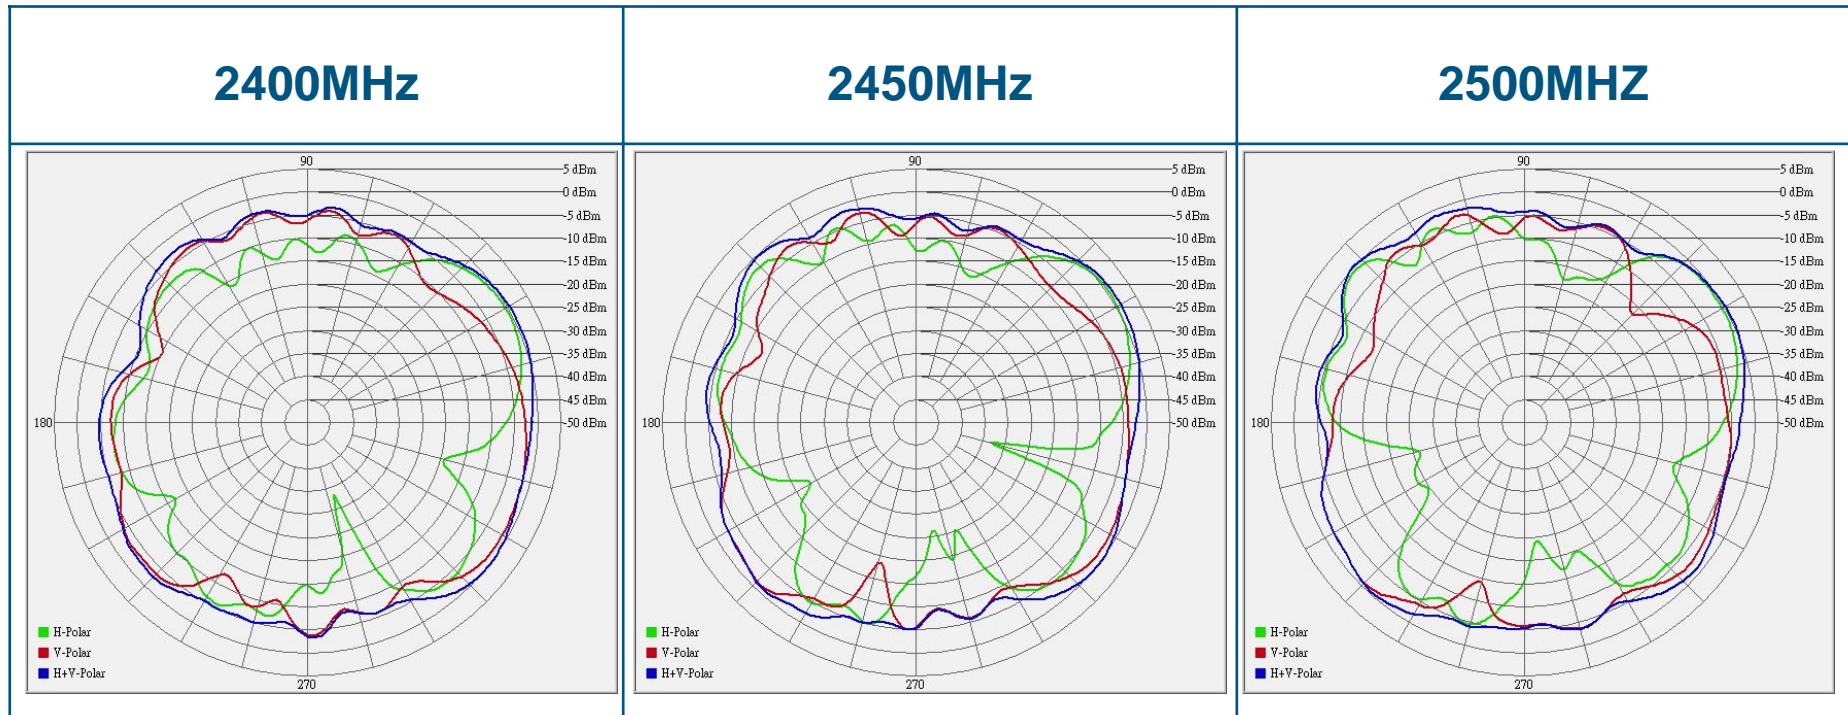 2400MHz
2450MHz
2500MHZ
90
5 dBm
0 dBm
-5 dBm
-10 dBm
-15 dBm
-20 dBm
-25 dBm
-30 dBm
-35 dBm
-40 dBm
-45 dBm
-50 dBm
180
270
H-Polar
V-Polar
H+V-Polar
90
5 dBm
0 dBm
-5 dBm
-10 dBm
-15 dBm
-20 dBm
-25 dBm
-30 dBm
-35 dBm
-40 dBm
-45 dBm
-50 dBm
180
270
H-Polar
V-Polar
H+V-Polar
90
5 dBm
0 dBm
-5 dBm
-10 dBm
-15 dBm
-20 dBm
-25 dBm
-30 dBm
-35 dBm
-40 dBm
-45 dBm
-50 dBm
180
270
H-Polar
V-Polar
H+V-Polar